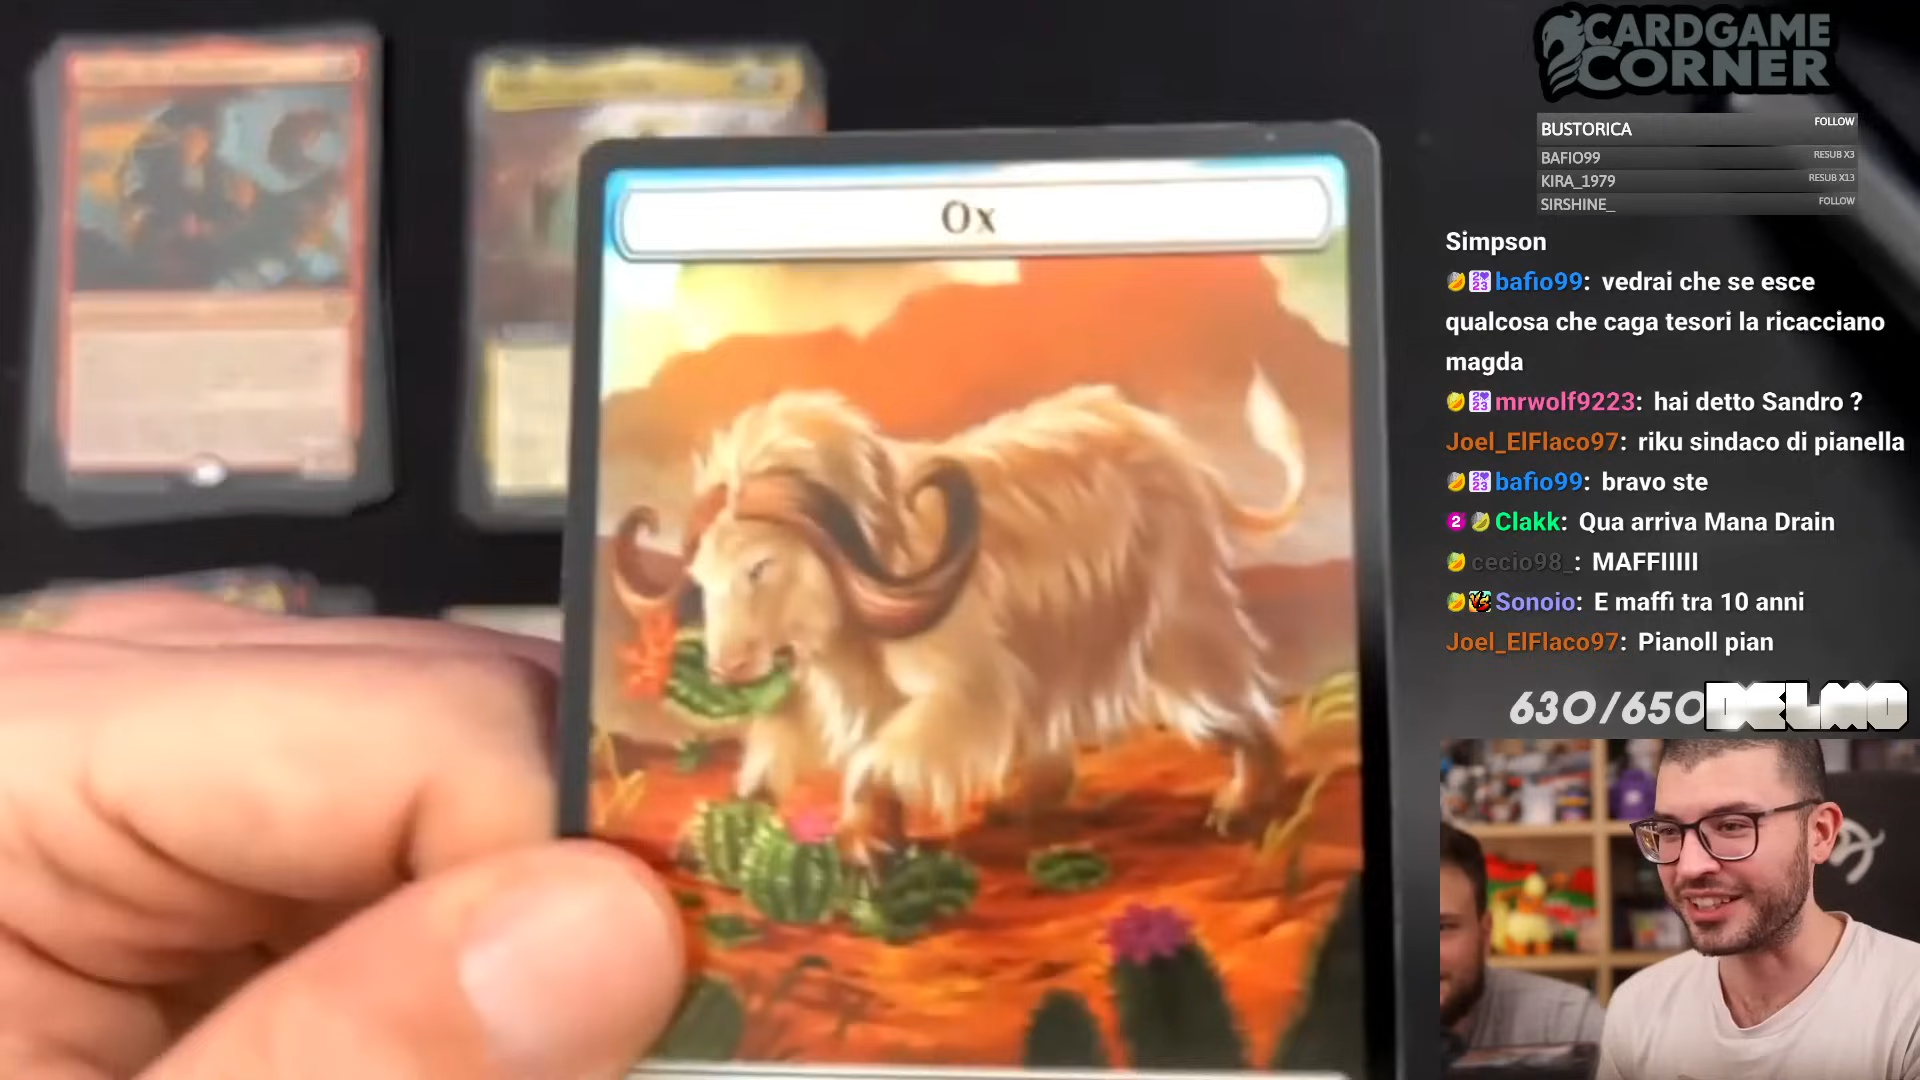 Ox
CARDGAME
CORNER
BUSTORICA FOLLOW
BAFIO99 RESUB X3
KIRA_1979 RESUB X13
SIRSHINE_ FOLLOW
Simpson
bafio99: vedrai che se esce
qualcosa che caga tesori la ricacciano
magda
mrwolf9223: hai detto Sandro ?
Joel_ElFlaco97: riku sindaco di pianella
bafio99: bravo ste
Clakk: Qua arriva Mana Drain
cecio98_: MAFFIIIII
Sonoio: E maffi tra 10 anni
Joel_ElFlaco97: Pianoll pian
630/650 DELMO